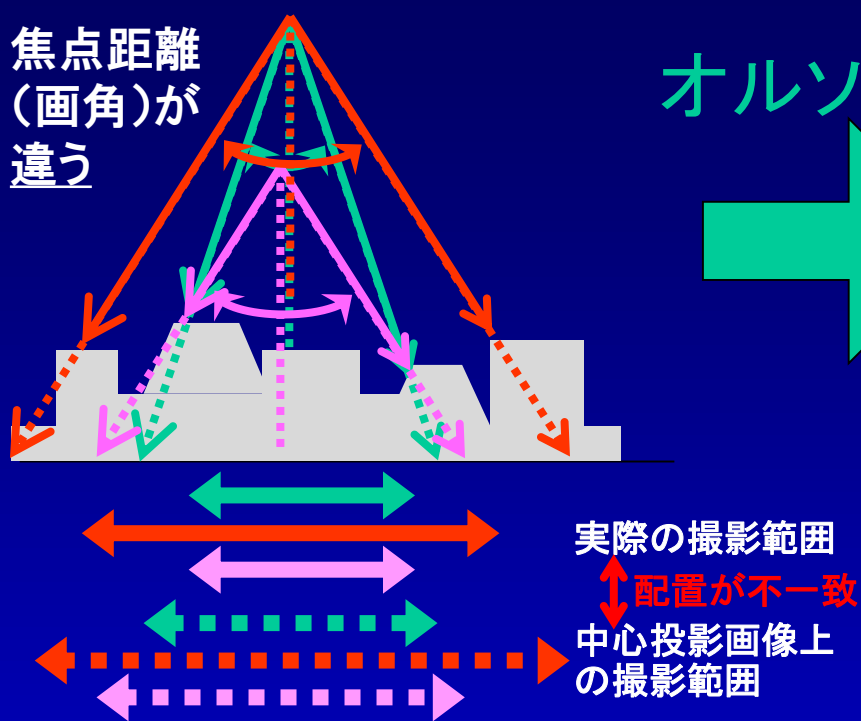 焦点距離
（画角）が
違う
オルソ
実際の撮影範囲
配置が不一致
中心投影画像上
の撮影範囲